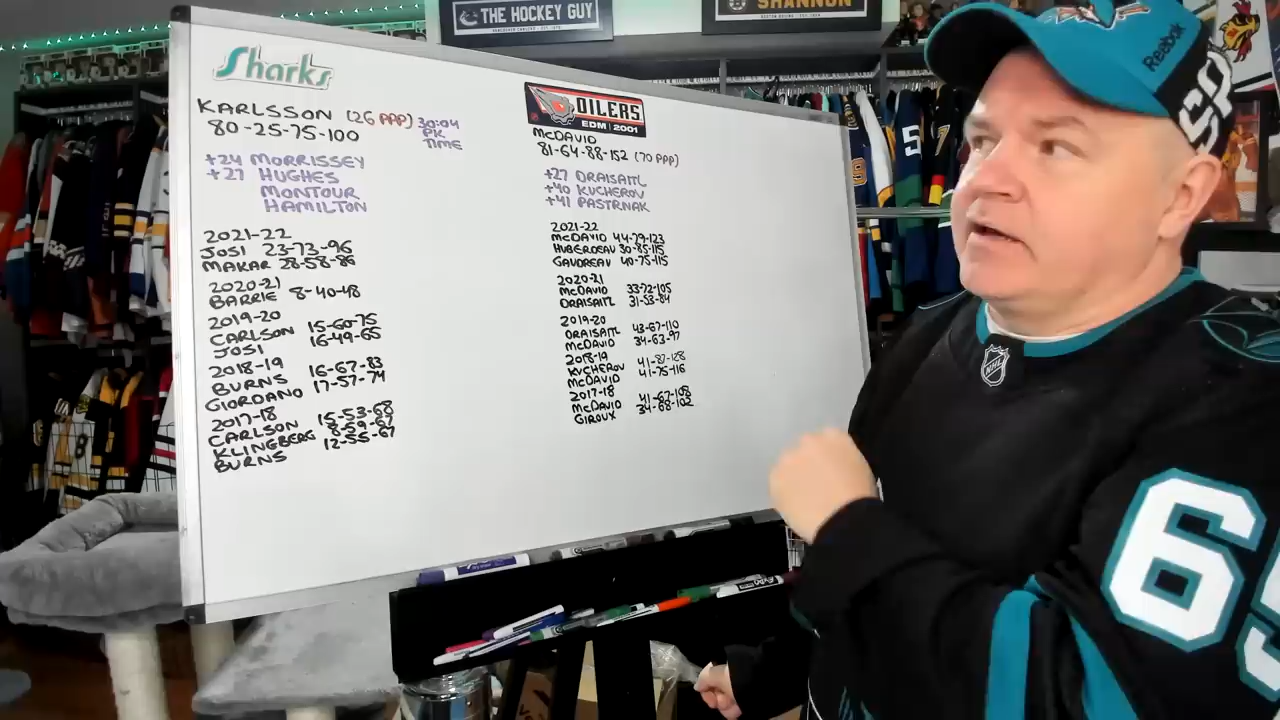 THE HOCKEY GUY
SHANNON
Sharks
KARLSSON (26 PPP) 30:04
80-25-75-100 PK
TIME
+24 MORRISSEY
+27 HUGHES
MONTOUR
HAMILTON
2021-22
JOSI 23-73-96
MAKAR 28-58-86
2020-21
BARRIE 8-40-48
2019-20
CARLSON 15-60-75
JOSI 16-49-65
2018-19
BURNS 16-67-83
GIORDANO 17-57-74
2017-18
CARLSON 15-53-68
KLINGBERG 8-59-67
BURNS 12-55-67
OILERS
EDM | 2001
MCDAVID
81-64-88-152 (70 PPP)
+27 DRAISAITL
+40 KUCHEROV
+41 PASTRNAK
2021-22
MCDAVID 44-79-123
HUBERDEAU 30-85-115
GAUDREAU 40-75-115
2020-21
MCDAVID 33-72-105
DRAISAITL 31-53-84
2019-20
DRAISAITL 43-67-110
MCDAVID 34-63-97
2018-19
KUCHEROV 41-87-128
MCDAVID 41-75-116
2017-18
MCDAVID 41-67-108
GIROUX 34-68-102
Reebok
NHL
65
5
7
8